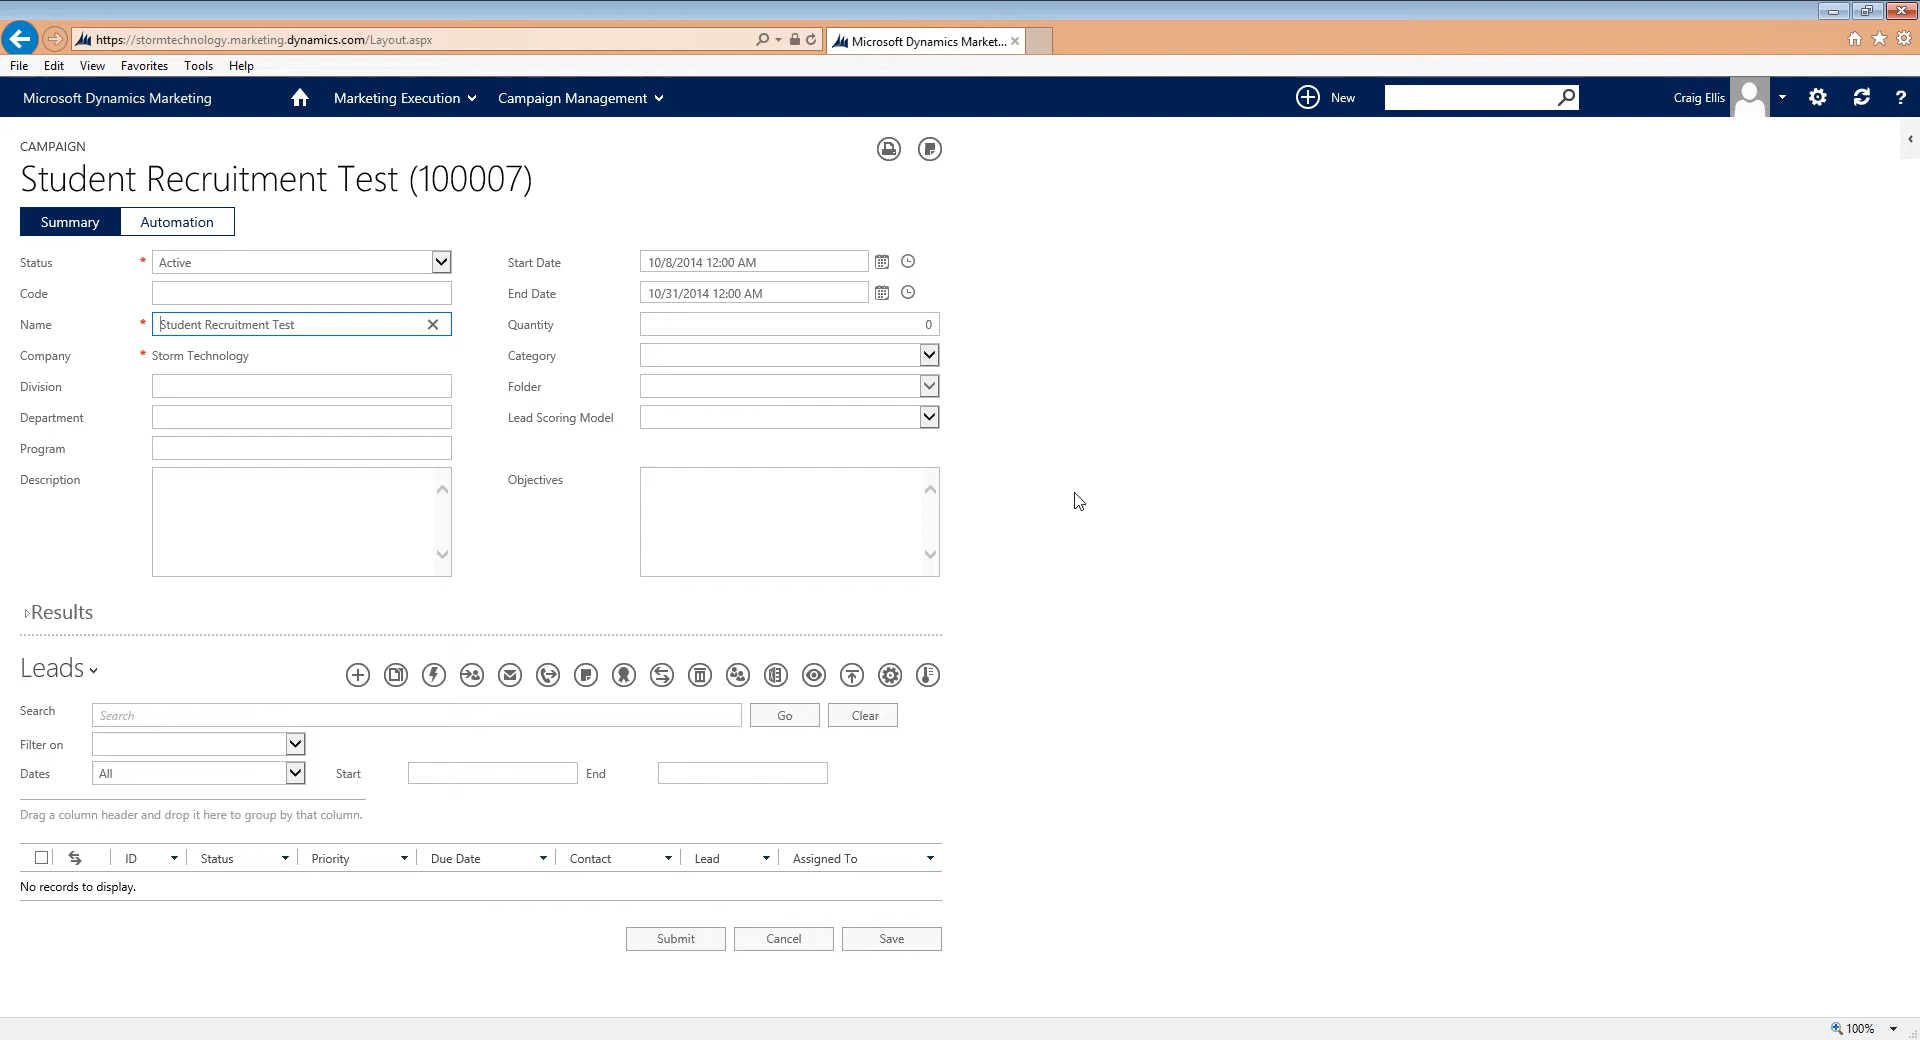 https://stormtechnology.marketing.dynamics.com/Layout.aspx
Microsoft Dynamics Market...
File Edit View Favorites Tools Help
Microsoft Dynamics Marketing Marketing Execution Campaign Management New Craig Ellis ?
CAMPAIGN
Student Recruitment Test (100007)
Summary Automation
Status * Active Start Date 10/8/2014 12:00 AM
Code End Date 10/31/2014 12:00 AM
Name * Student Recruitment Test Quantity 0
Company * Storm Technology Category
Division Folder
Department Lead Scoring Model
Program
Description Objectives
Results
Leads
Search Search Go Clear
Filter on
Dates All Start End
Drag a column header and drop it here to group by that column.
ID Status Priority Due Date Contact Lead Assigned To
No records to display.
Submit Cancel Save
100%